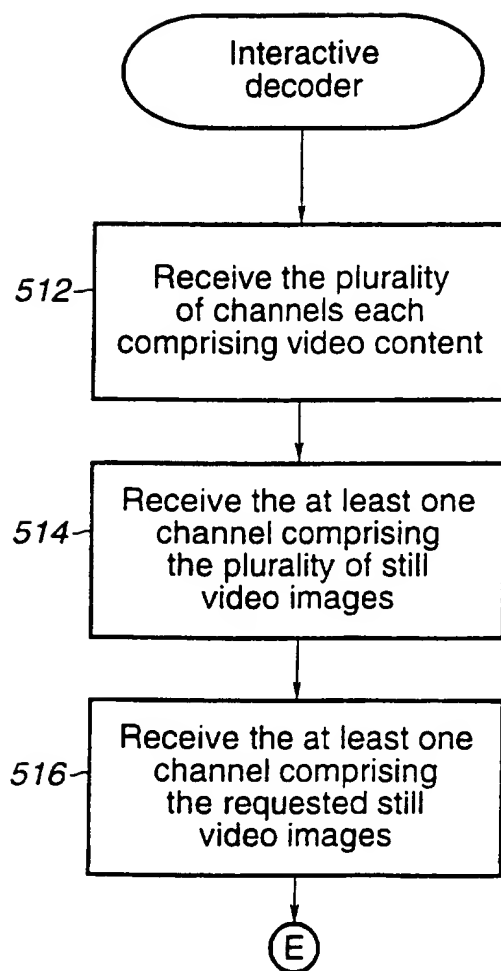 Interactive
decoder
512
Receive the plurality
of channels each
comprising video content
514
Receive the at least one
channel comprising
the plurality of still
video images
516
Receive the at least one
channel comprising
the requested still
video images
E